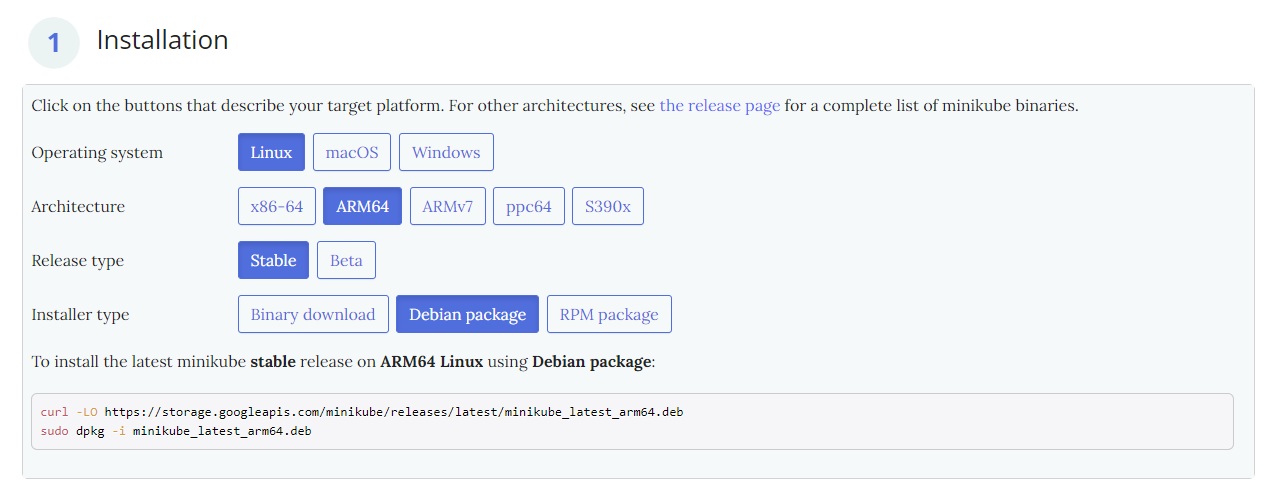 1 Installation
Click on the buttons that describe your target platform. For other architectures, see the release page for a complete list of minikube binaries.
Operating system Linux macOS Windows
Architecture x86-64 ARM64 ARMv7 ppc64 S390x
Release type Stable Beta
Installer type Binary download Debian package RPM package
To install the latest minikube stable release on ARM64 Linux using Debian package:
curl -LO https://storage.googleapis.com/minikube/releases/latest/minikube_latest_arm64.deb
sudo dpkg -i minikube_latest_arm64.deb